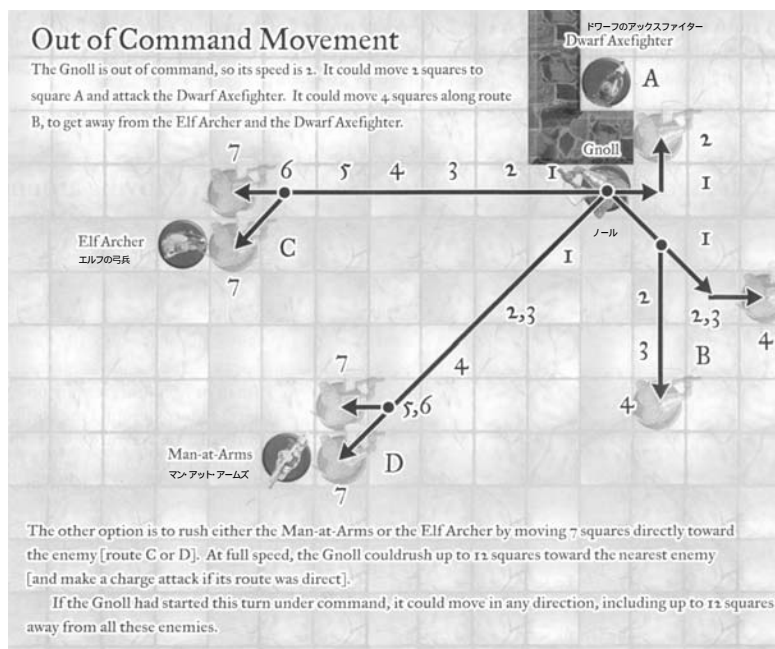 Out of Command Movement
The Gnoll is out of command, so its speed is 2. It could move 2 squares to
square A and attack the Dwarf Axefighter. It could move 4 squares along route
B, to get away from the Elf Archer and the Dwarf Axefighter.
ドワーフのアックスファイター
Dwarf Axefighter
A
Gnoll
2
7
6
5
4
3
2
1
1
ノール
1
Elf Archer
エルフの弓兵
C
7
1
2,3
2
2,3
4
3
B
7
4
5,6
4
Man-at-Arms
マン・アット・アームズ
D
7
The other option is to rush either the Man-at-Arms or the Elf Archer by moving 7 squares directly toward
the enemy [route C or D]. At full speed, the Gnoll couldrush up to 12 squares toward the nearest enemy
[and make a charge attack if its route was direct].
If the Gnoll had started this turn under command, it could move in any direction, including up to 12 squares
away from all these enemies.